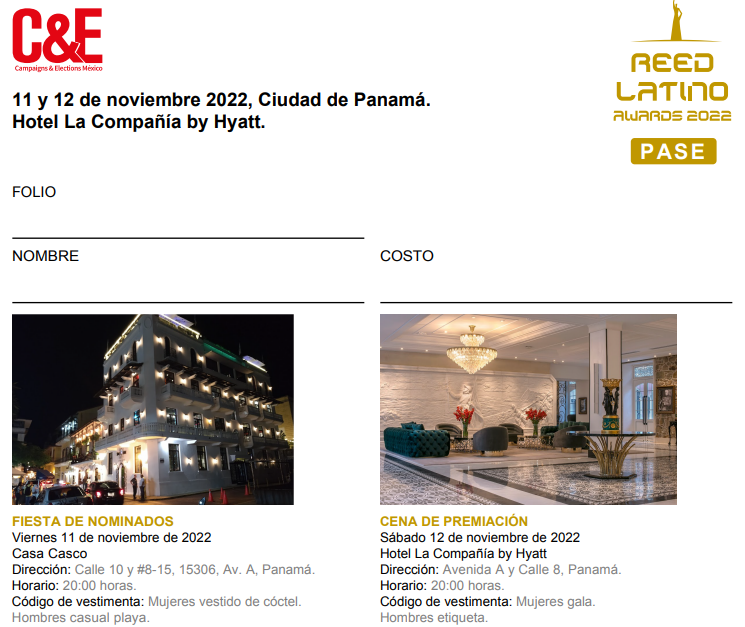 C&E
Campaigns & Elections México
REED
LATINO
AWARDS 2022
PASE
11 y 12 de noviembre 2022, Ciudad de Panamá.
Hotel La Compañía by Hyatt.
FOLIO
NOMBRE
COSTO
FIESTA DE NOMINADOS
Viernes 11 de noviembre de 2022
Casa Casco
Dirección: Calle 10 y #8-15, 15306, Av. A, Panamá.
Horario: 20:00 horas.
Código de vestimenta: Mujeres vestido de cóctel.
Hombres casual playa.
CENA DE PREMIACIÓN
Sábado 12 de noviembre de 2022
Hotel La Compañía by Hyatt
Dirección: Avenida A y Calle 8, Panamá.
Horario: 20:00 horas.
Código de vestimenta: Mujeres gala.
Hombres etiqueta.